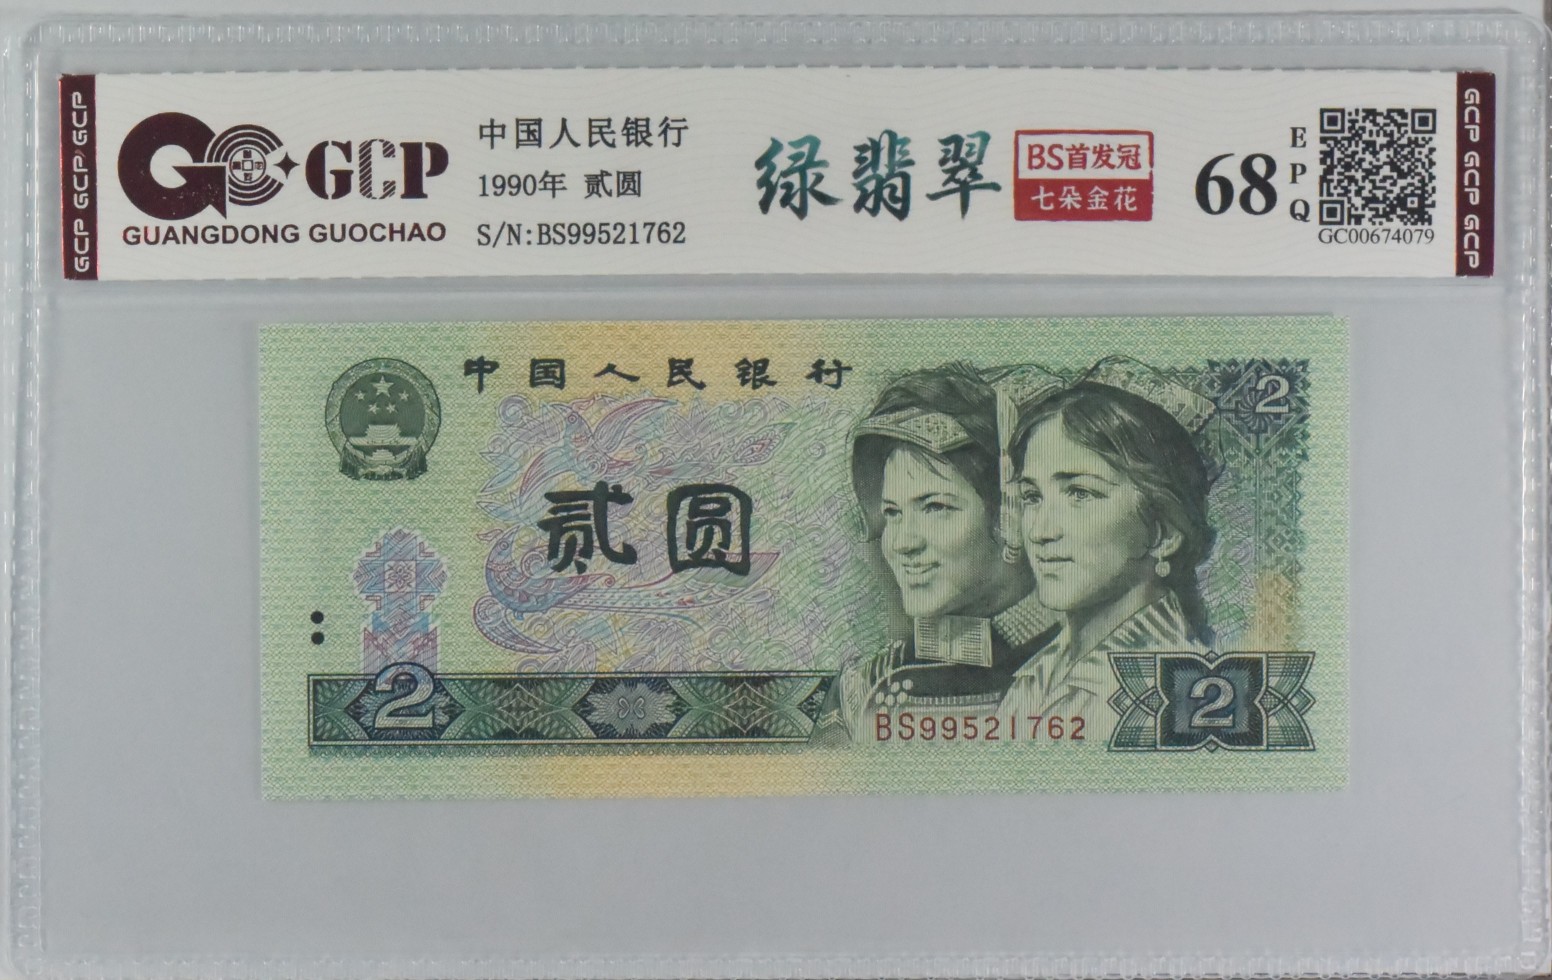 GCP GCP GCP
GCP
GUANGDONG GUOCHAO
中国人民银行
1990年 贰圆
S/N:BS99521762
绿翡翠
BS首发冠
七朵金花
68
EPQ
GC00674079
GCP GCP GCP
中国人民银行
2
贰圆
2
BS99521762
2